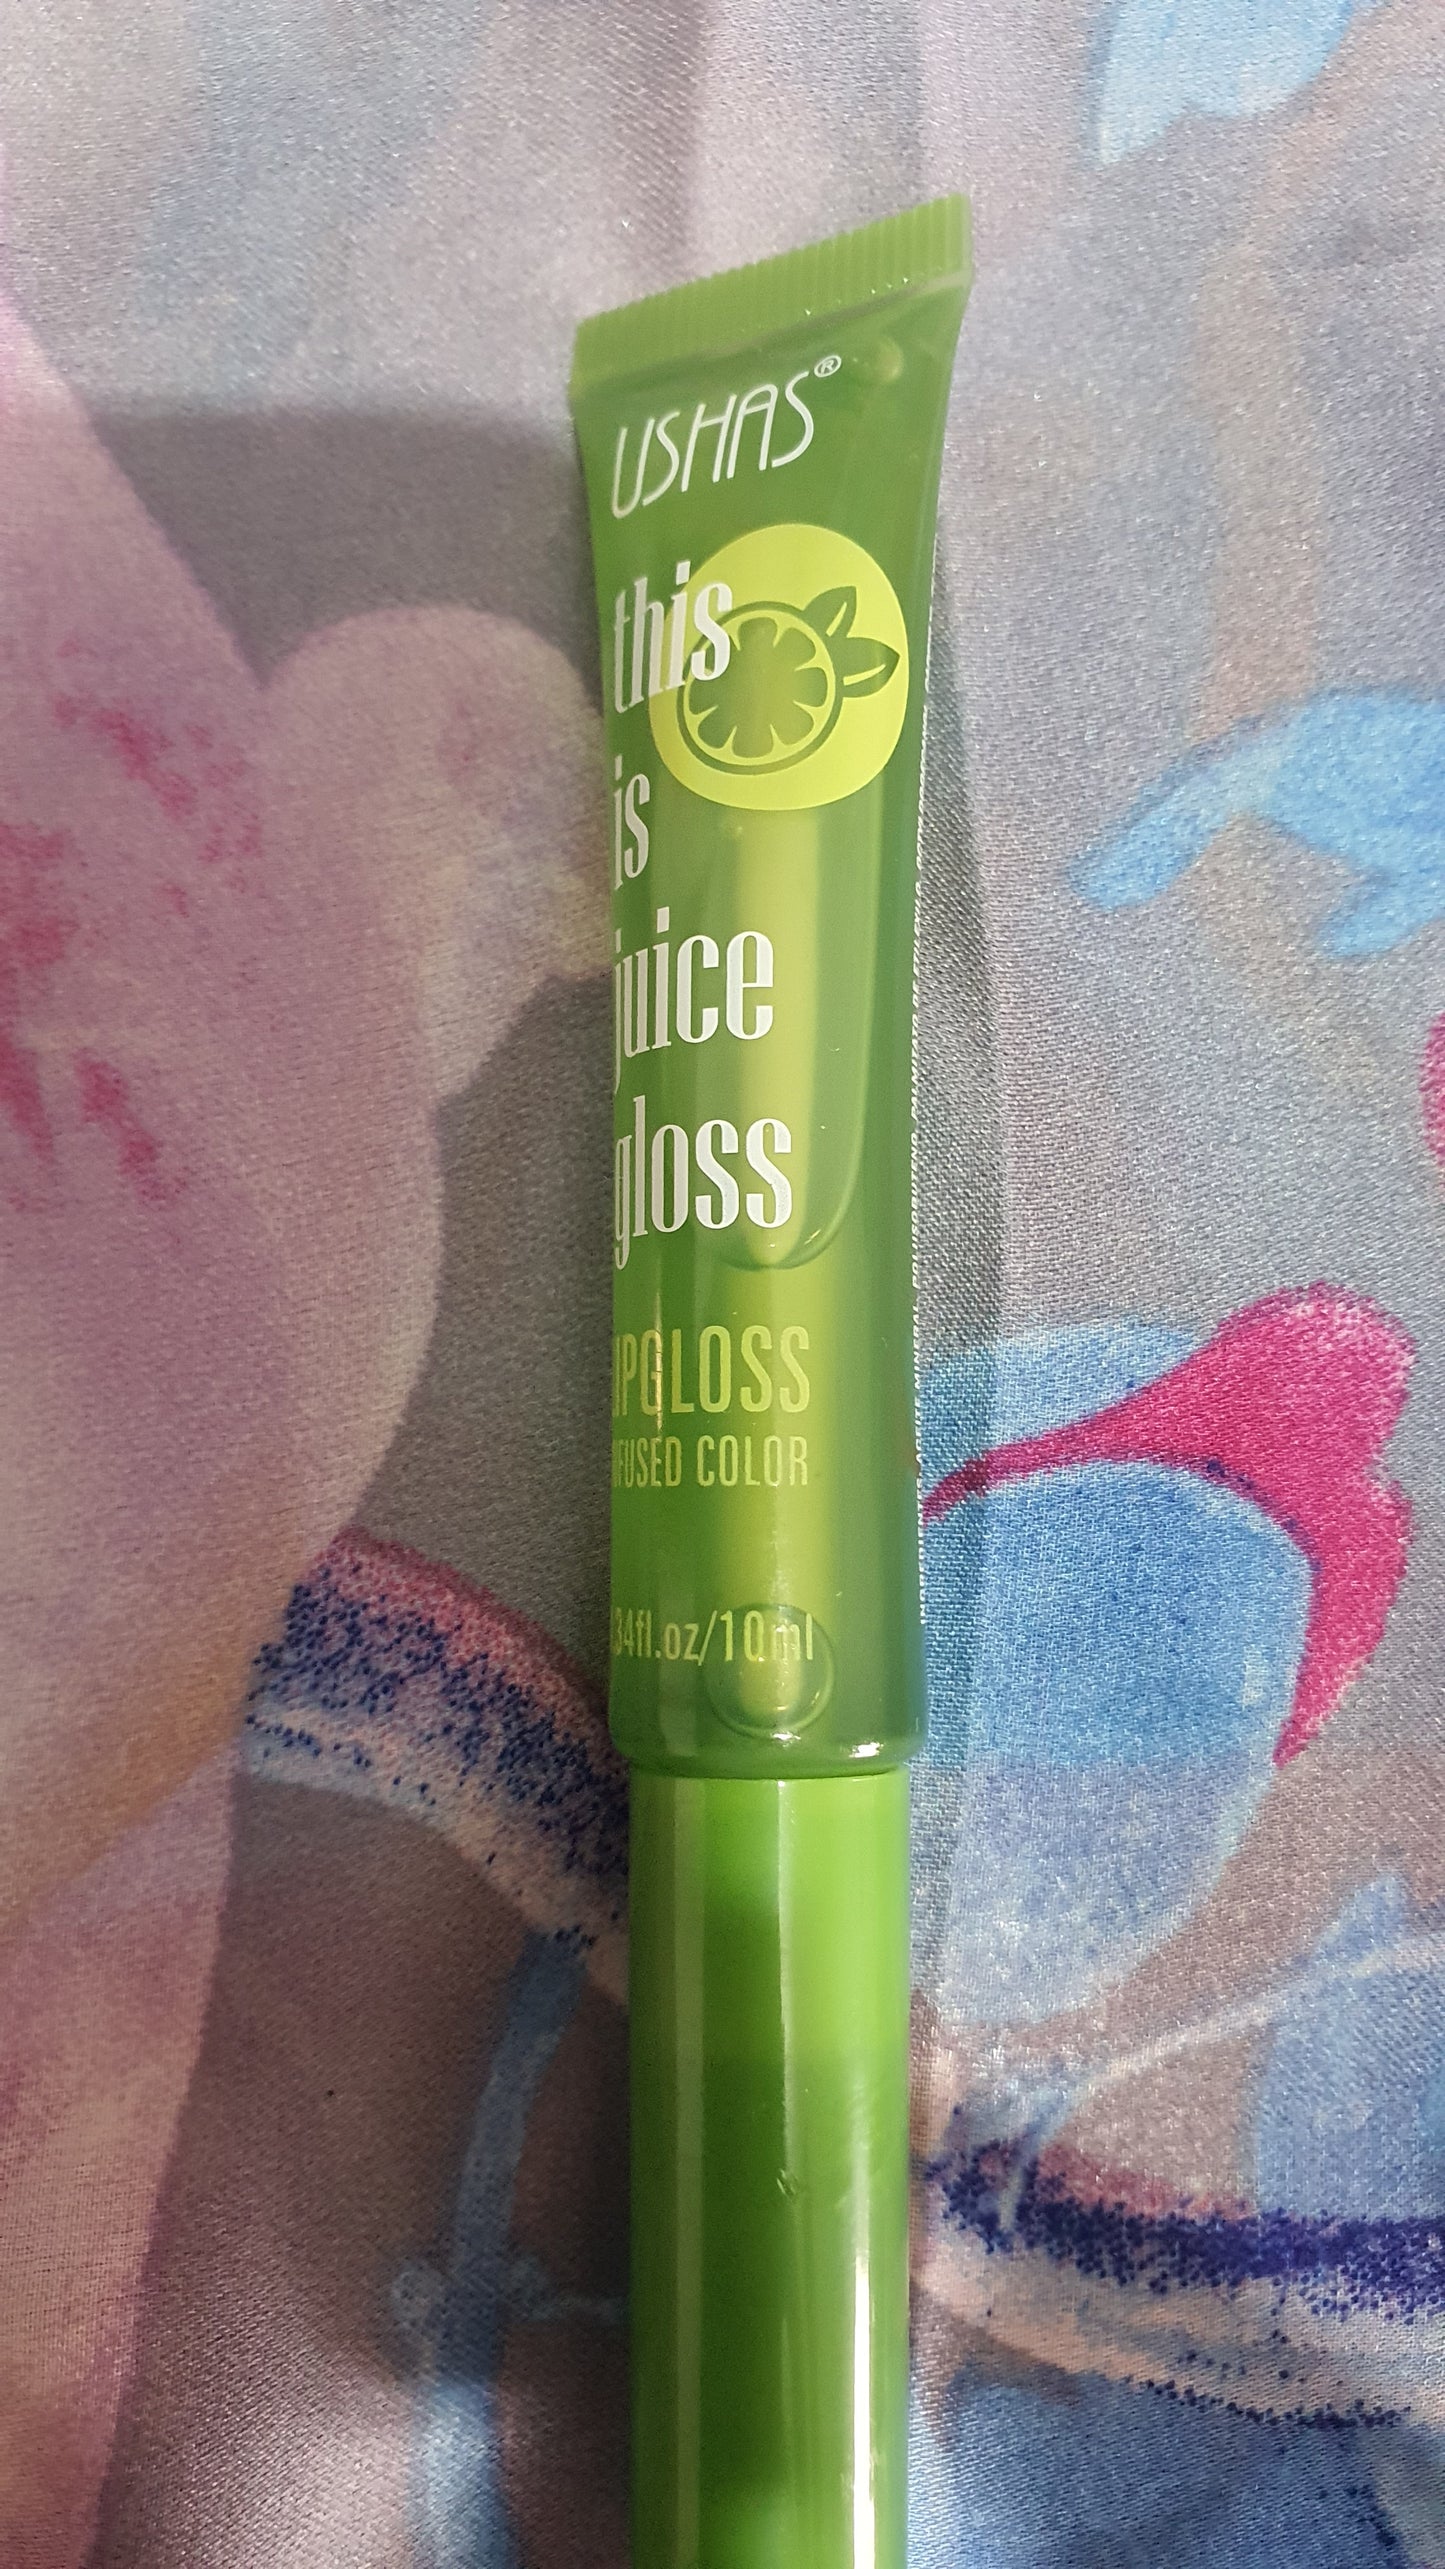 USHAS®
this
is
juice
gloss
IPGLOSS
FUSED COLOR
34fl.oz/10ml